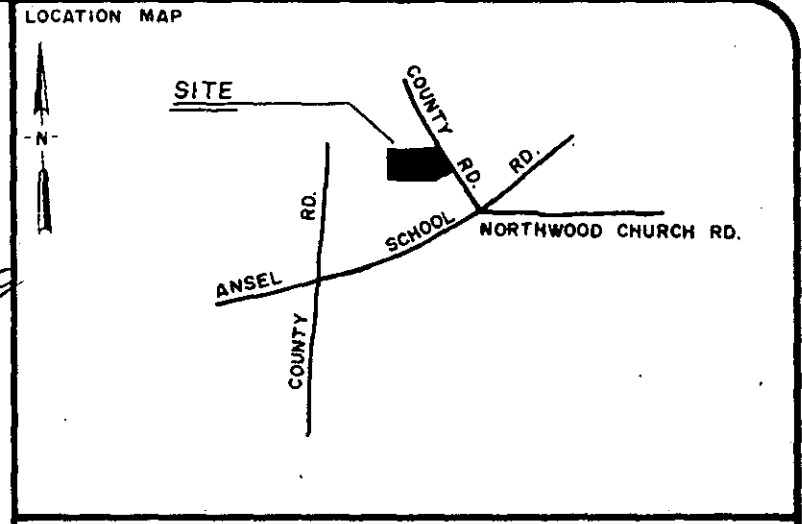 LOCATION MAP
-N-
SITE
COUNTY RD.
ANSEL SCHOOL RD.
NORTHWOOD CHURCH RD.
COUNTY RD.